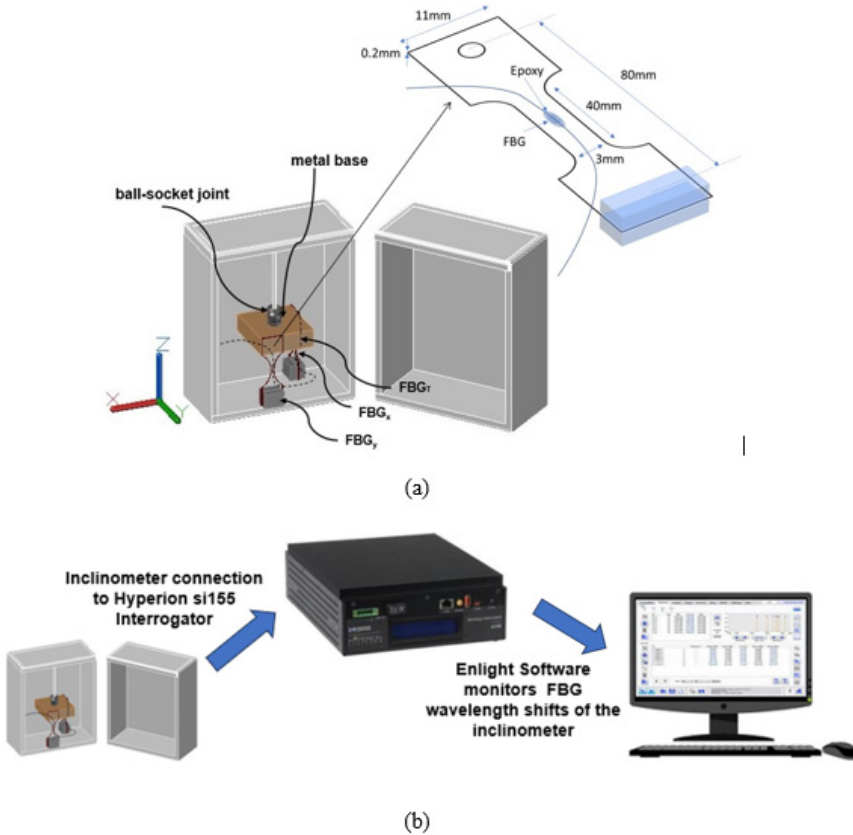 11mm
0.2mm
Epoxy
80mm
40mm
FBG
3mm
metal base
ball-socket joint
Z
X
Y
FBGT
FBGx
FBGy
(a)
Inclinometer connection
to Hyperion si155
Interrogator
Enlight Software
monitors FBG
wavelength shifts of the
inclinometer
(b)